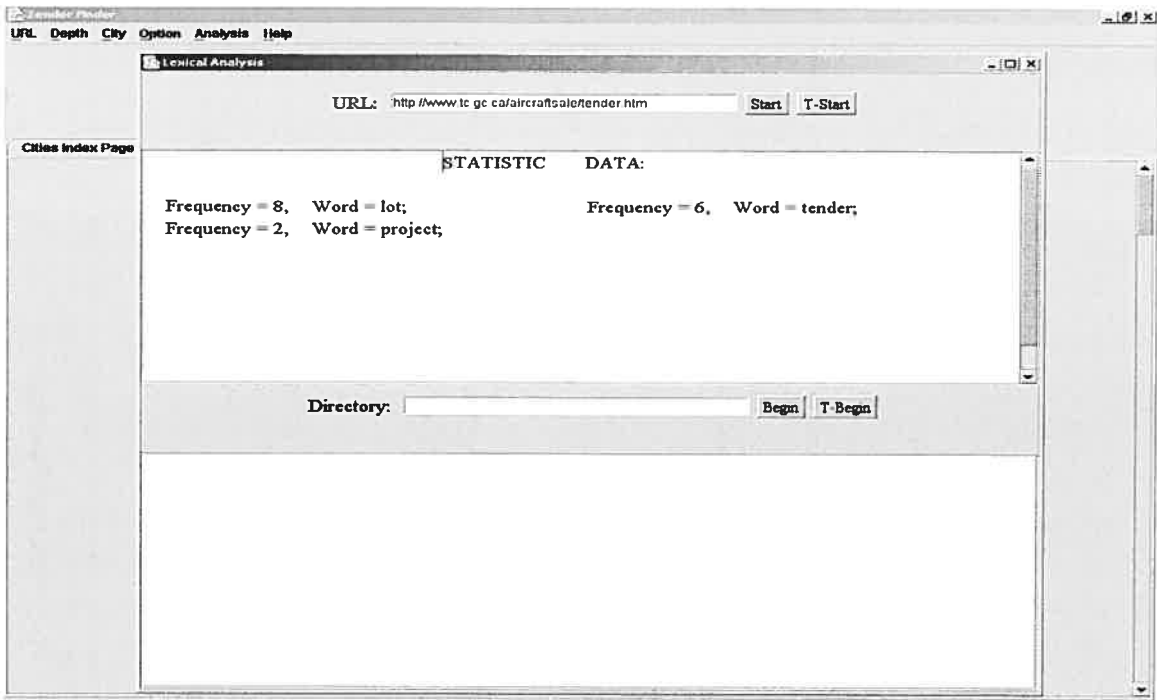 Tender Finder
URL Depth City Option Analysis Help
Lexical Analysis
URL: http://www.tc.gc.ca/aircraftsale/tender.htm Start T-Start
Cities Index Page
STATISTIC DATA:
Frequency = 8, Word = lot; Frequency = 6, Word = tender;
Frequency = 2, Word = project;
Directory: Begin T-Begin